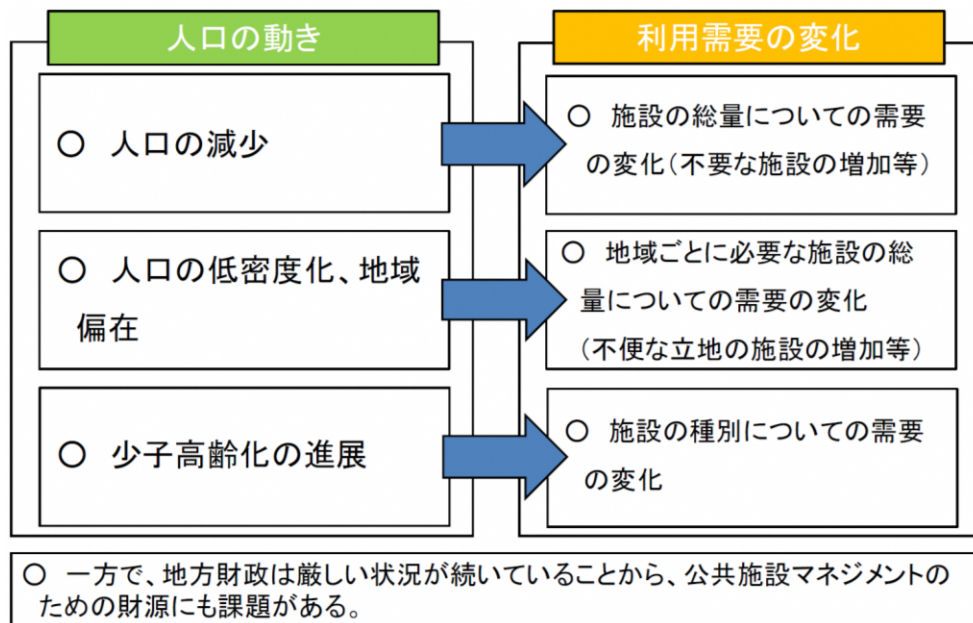 人口の動き
利用需要の変化
○ 人口の減少
○ 施設の総量についての需要
の変化(不要な施設の増加等)
○ 人口の低密度化、地域
偏在
○ 地域ごとに必要な施設の総
量についての需要の変化
(不便な立地の施設の増加等)
○ 少子高齢化の進展
○ 施設の種別についての需要
の変化
○ 一方で、地方財政は厳しい状況が続いていることから、公共施設マネジメントの
ための財源にも課題がある。